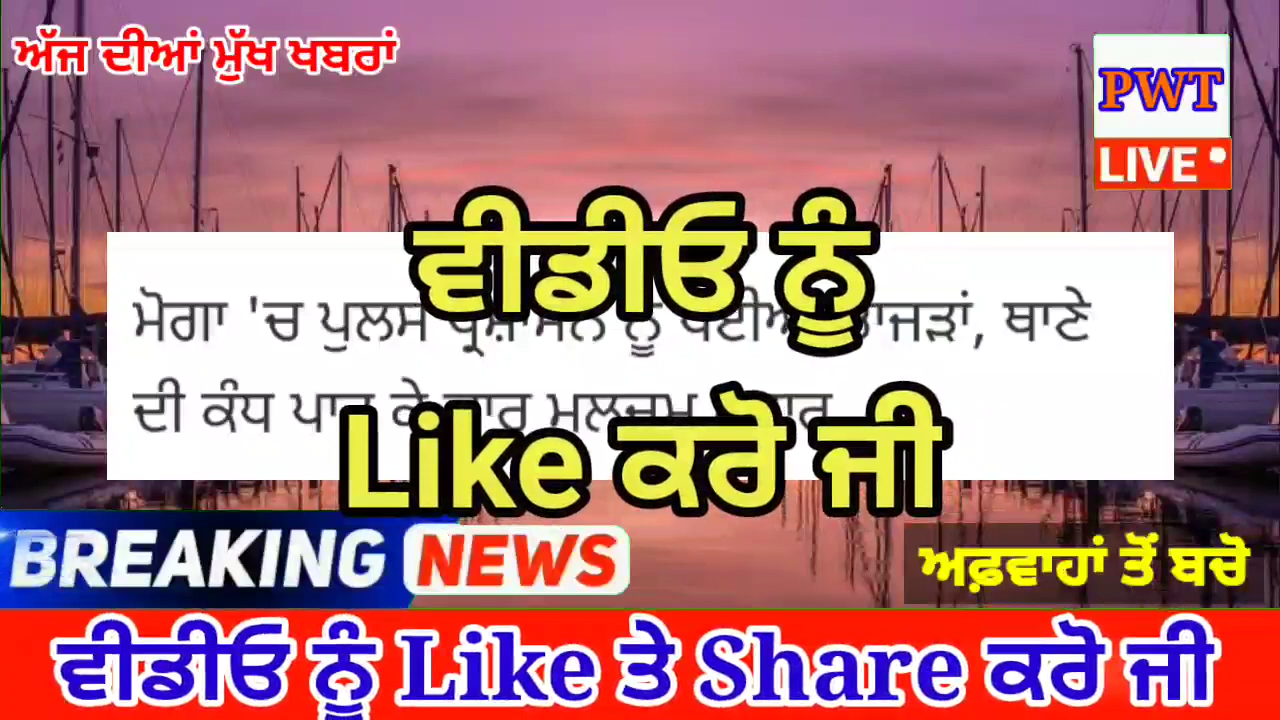 ਅੱਜ ਦੀਆਂ ਮੁੱਖ ਖਬਰਾਂ
PWT
LIVE
ਵੀਡੀਓ ਨੂੰ
ਮੋਗਾ 'ਚ ਪੁਲਸ ਨੂੰ ਥਾਣੇ
ਦੀ ਕੰਧ ਕੇ
Like ਕਰੋ ਜੀ
BREAKING NEWS
ਅਫ਼ਵਾਹਾਂ ਤੋਂ ਬਚੋ
ਵੀਡੀਓ ਨੂੰ Like ਤੇ Share ਕਰੋ ਜੀ